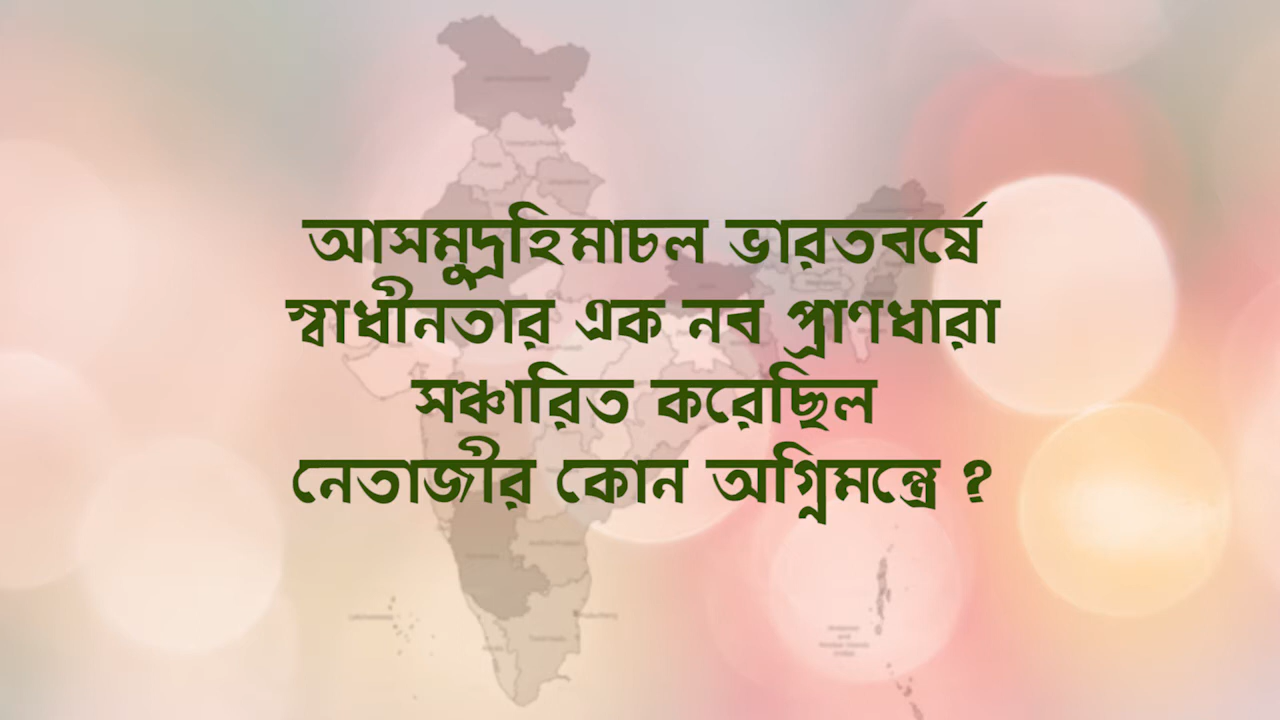 আসমুদ্রহিমাচল ভারতবর্ষে
স্বাধীনতার এক নব প্রাণধারা
সঞ্চারিত করেছিল
নেতাজীর কোন অগ্নিমন্ত্রে ?